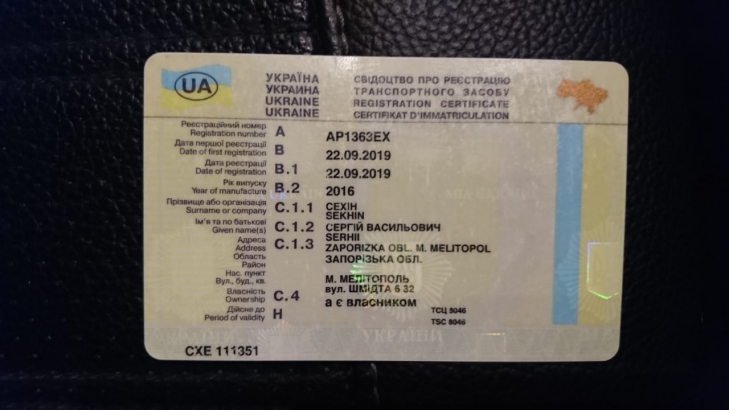 UA
УКРАЇНА СВІДОЦТВО ПРО РЕЄСТРАЦІЮ
УКРАИНА ТРАНСПОРТНОГО ЗАСОБУ
UKRAINE REGISTRATION CERTIFICATE
UKRAINE CERTIFIKAT D'IMMATRICULATION
Реєстраційний номер
Registration number A AP1363EX
Дата першої реєстрації
Date of first registration B 22.09.2019
Дата реєстрації
Date of registration B.1 22.09.2019
Рік випуску
Year of manufacture B.2 2016
Прізвище або організація C.1.1 СЕХІН
Surname or company SEKHIN
Ім'я та по батькові C.1.2 СЕРГІЙ ВАСИЛЬОВИЧ
Given name(s) SERHII
Адреса C.1.3 ZAPORIZKA OBL. M. MELITOPOL
Address
Область ЗАПОРІЗЬКА ОБЛ.
Район
Нас. пункт М. МЕЛІТОПОЛЬ
Вул., буд., кв. вул. ШМІДТА 6 32
Власність C.4 а є ВЛАСНИКОМ
Ownership
Дійсне до H ТСЦ 5046
Period of validity TSC 8046
УКРАЇНИ
CXE 111351